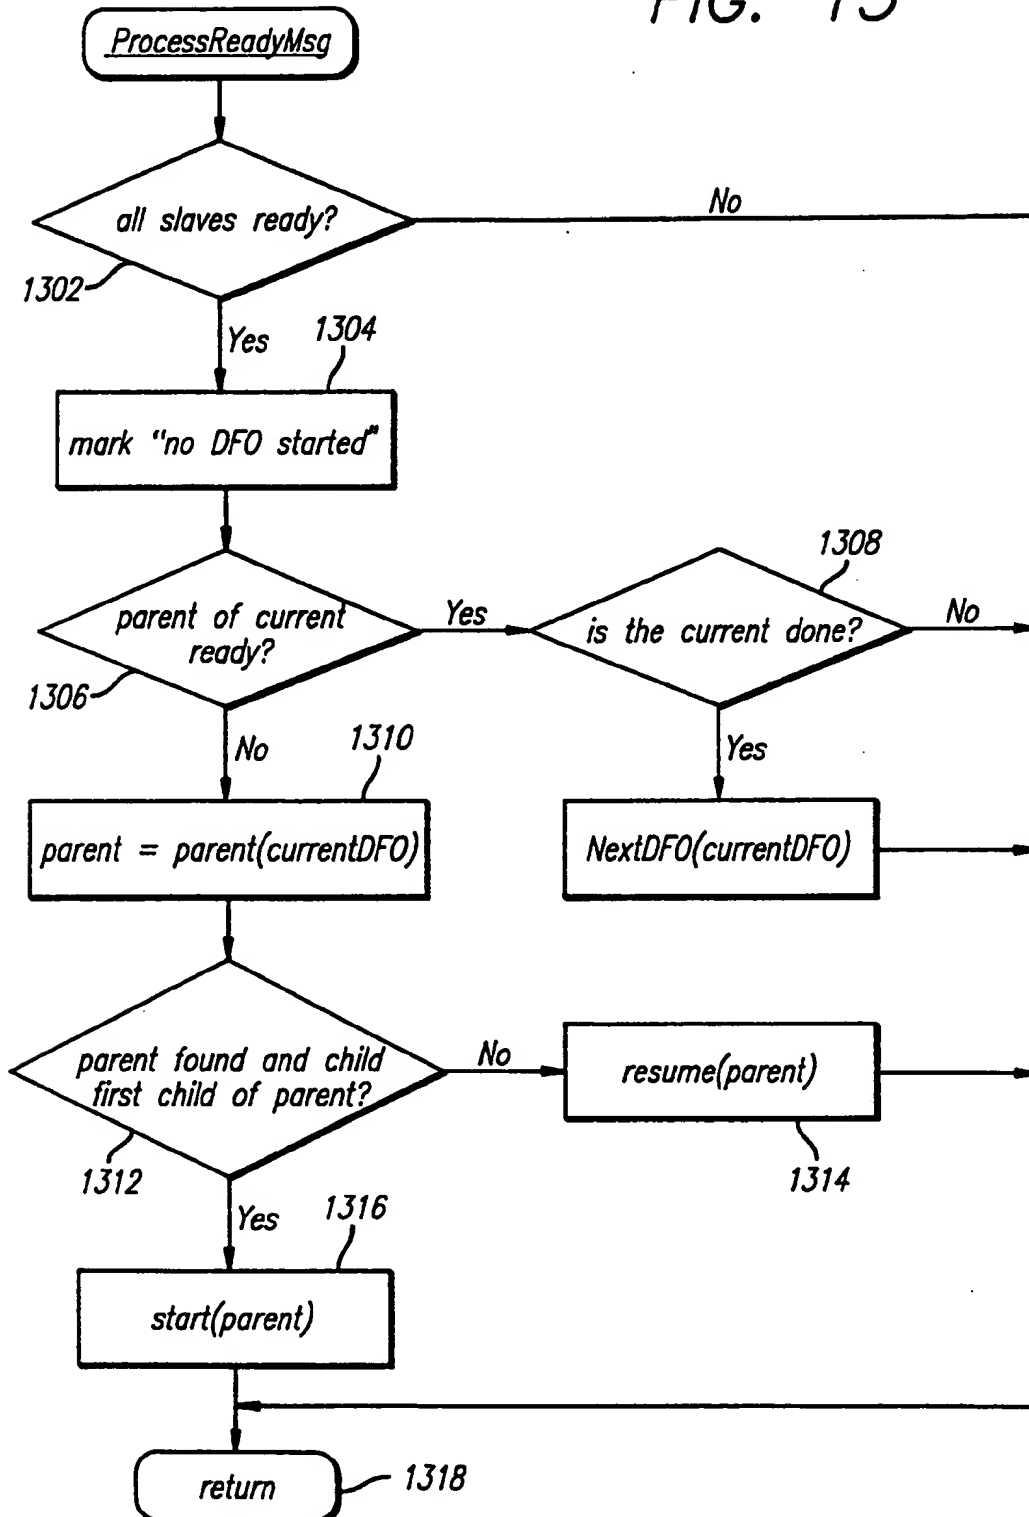 FIG. 13
ProcessReadyMsg
all slaves ready?
No
1302
Yes
1304
mark "no DFO started"
1308
parent of current
ready?
Yes
is the current done?
No
1306
No
1310
Yes
parent = parent(currentDFO)
NextDFO(currentDFO)
parent found and child
first child of parent?
No
resume(parent)
1312
1314
Yes
1316
start(parent)
return
1318